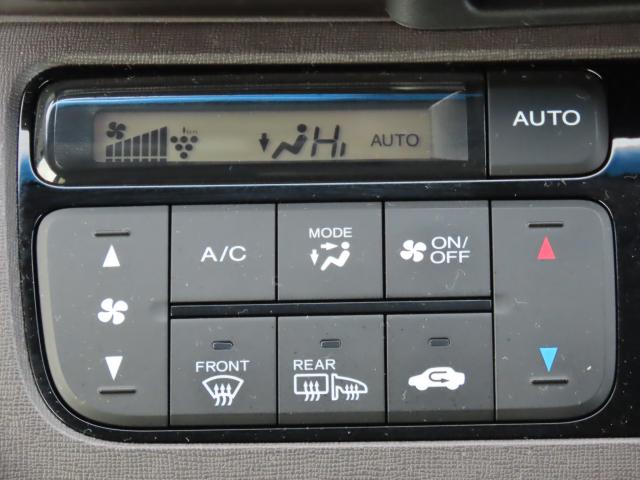 Hi AUTO
AUTO
A/C
MODE
ON/
OFF
FRONT
REAR